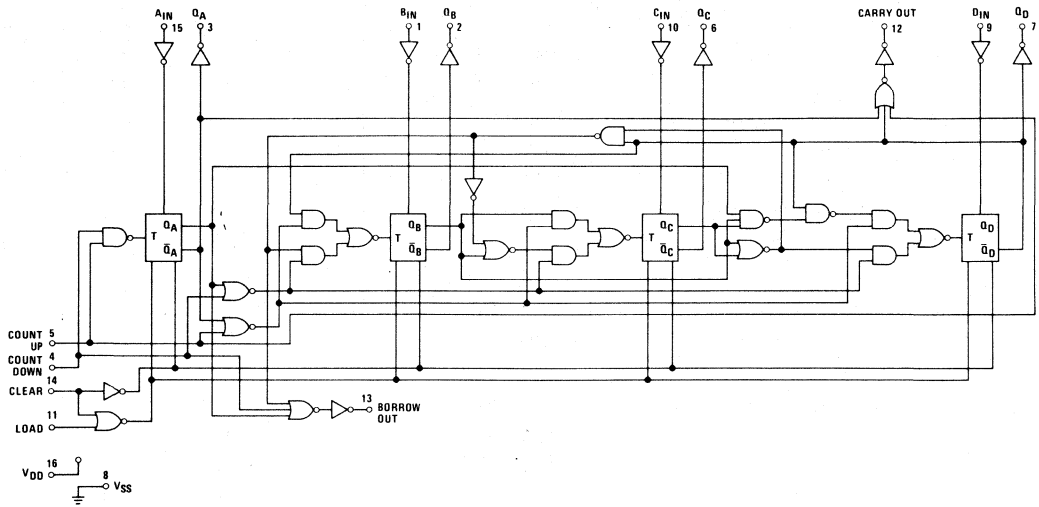 AIN QA BIN QB CIN QC CARRY OUT DIN QD
15 3 1 2 10 6 12 9 7
T QA Q̅A
T QB Q̅B
T QC Q̅C
T QD Q̅D
COUNT UP 5
COUNT DOWN 4
CLEAR 14
LOAD 11
13 BORROW OUT
VDD 16
8 VSS